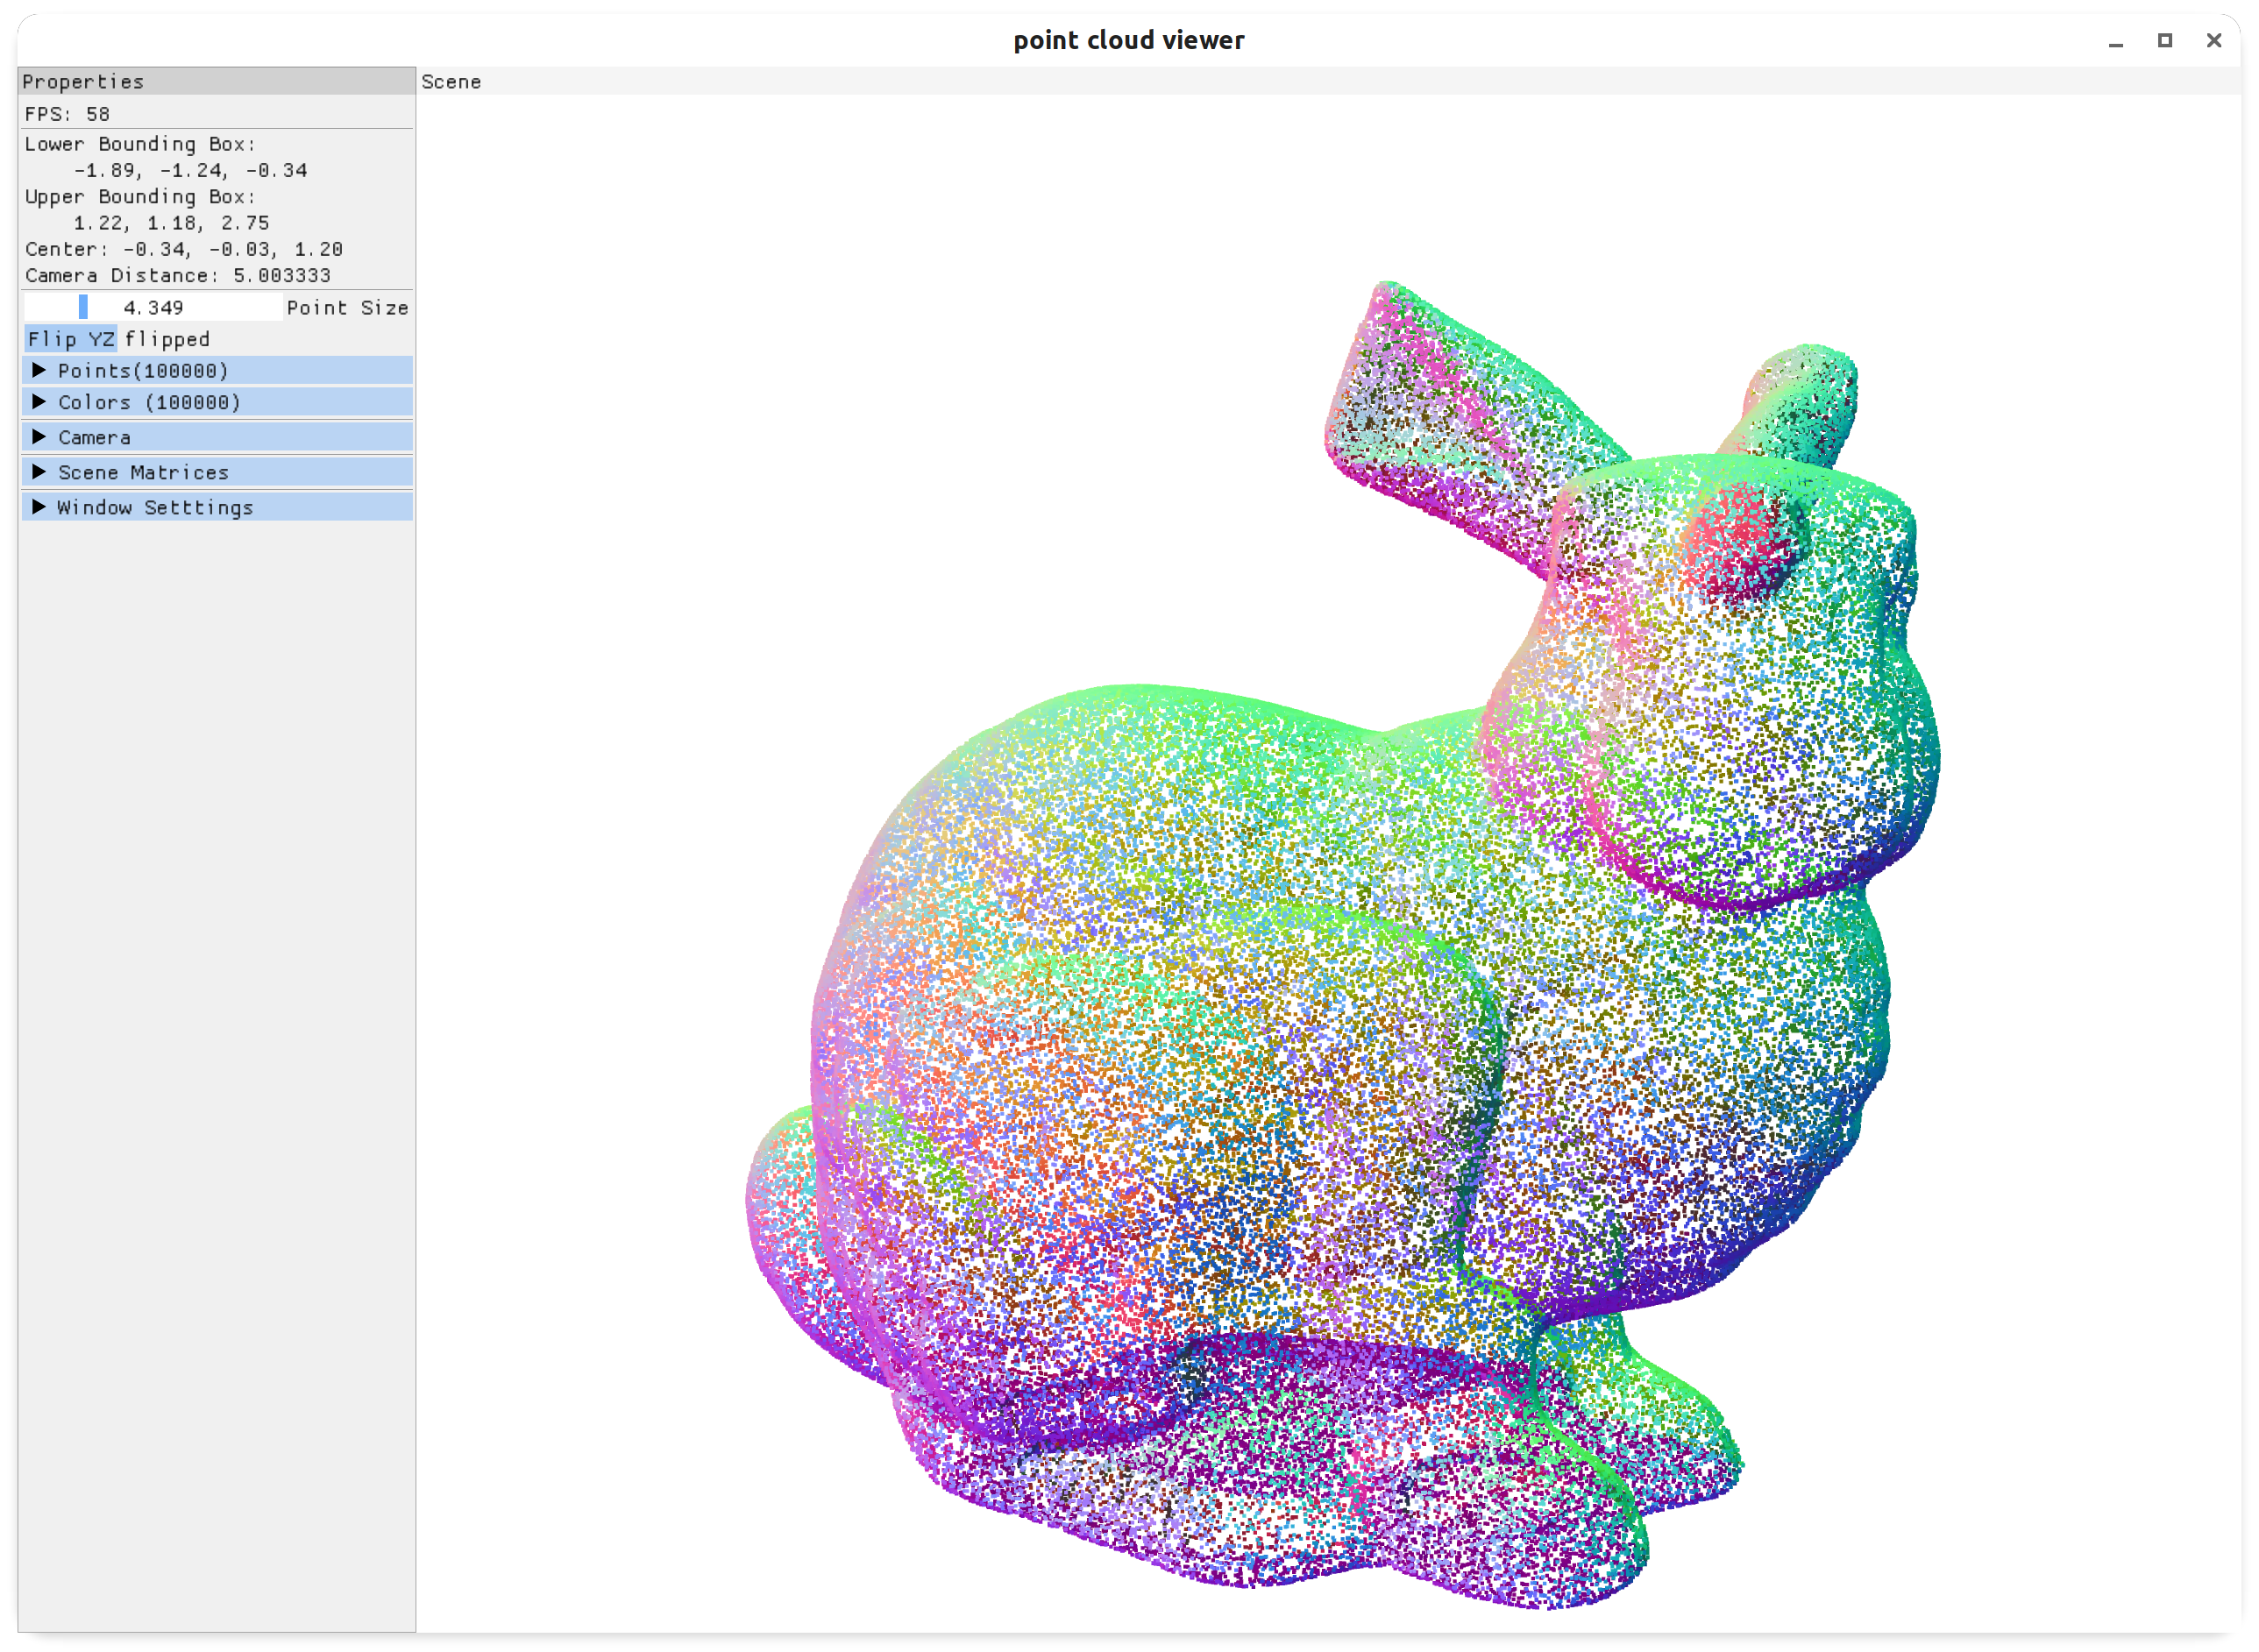 point cloud viewer
Properties
Scene
FPS: 58
Lower Bounding Box:
-1.89, -1.24, -0.34
Upper Bounding Box:
1.22, 1.18, 2.75
Center: -0.34, -0.03, 1.20
Camera Distance: 5.003333
4.349 Point Size
Flip YZ flipped
Points(100000)
Colors (100000)
Camera
Scene Matrices
Window Setttings